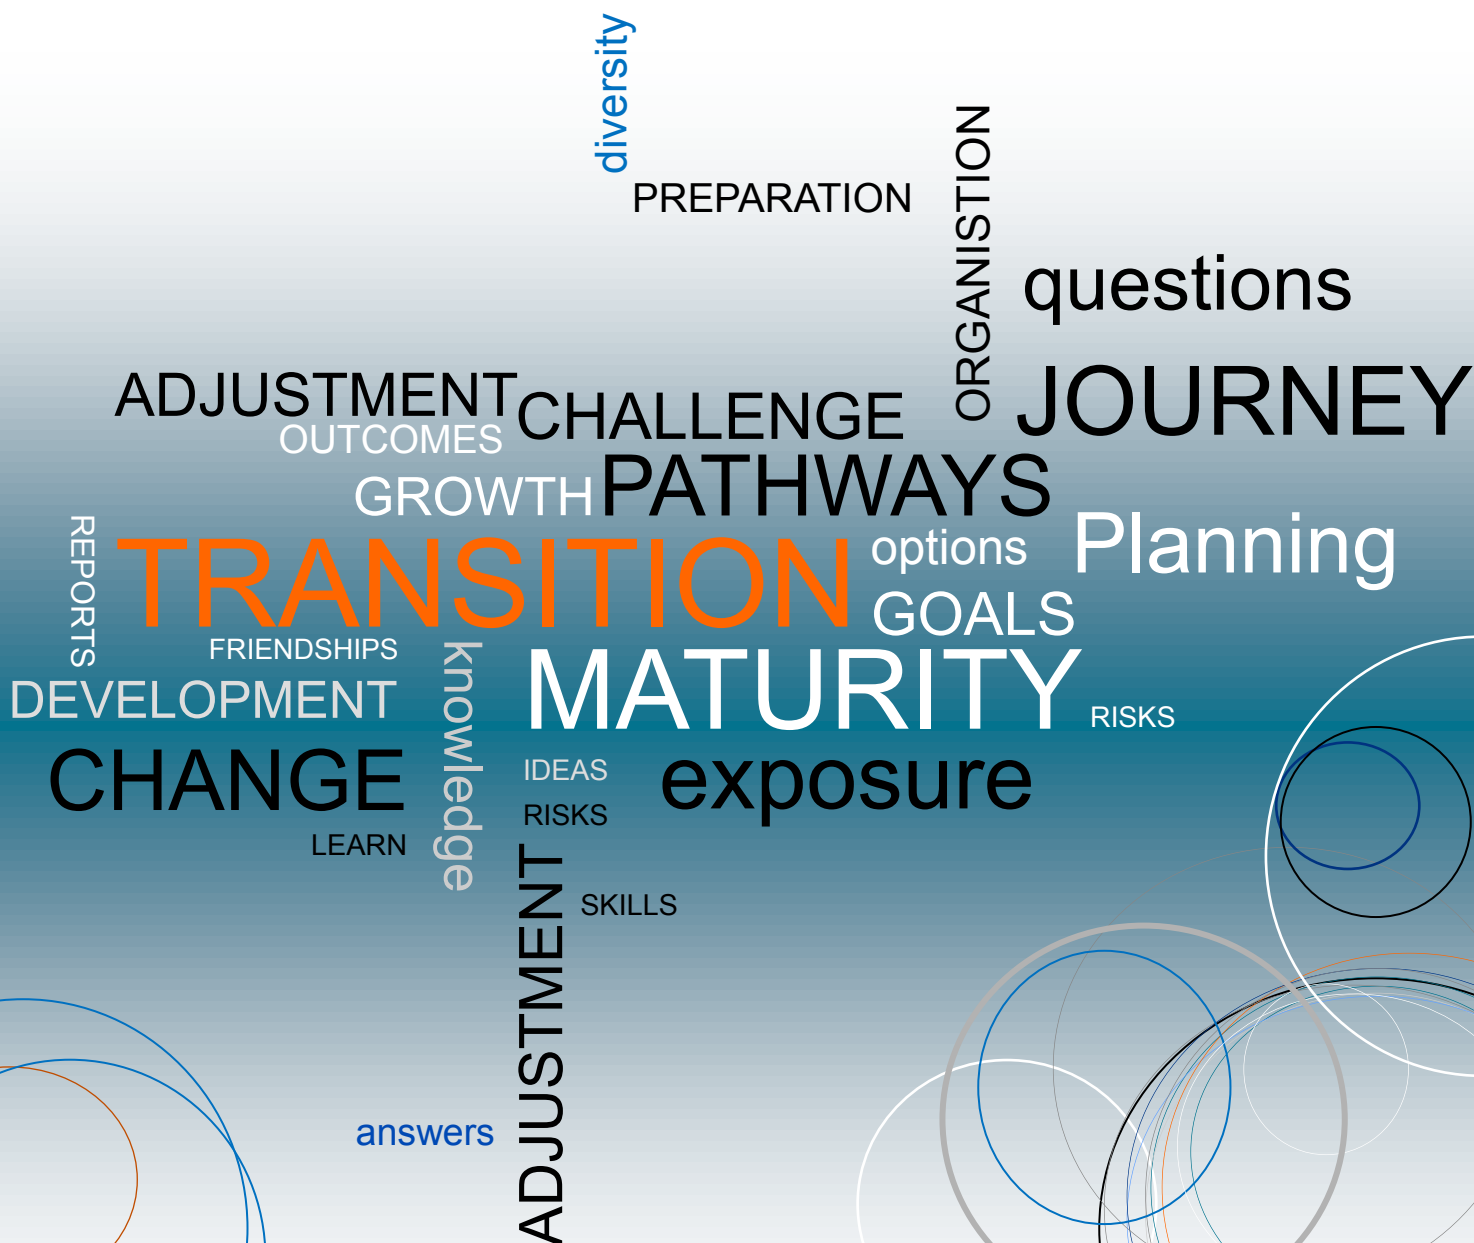 diversity
PREPARATION
ORGANISTION
questions
ADJUSTMENT
CHALLENGE
JOURNEY
OUTCOMES
GROWTH
PATHWAYS
REPORTS
TRANSITION
options
Planning
GOALS
FRIENDSHIPS
knowledge
MATURITY
DEVELOPMENT
RISKS
CHANGE
IDEAS
exposure
RISKS
LEARN
ADJUSTMENT
SKILLS
answers